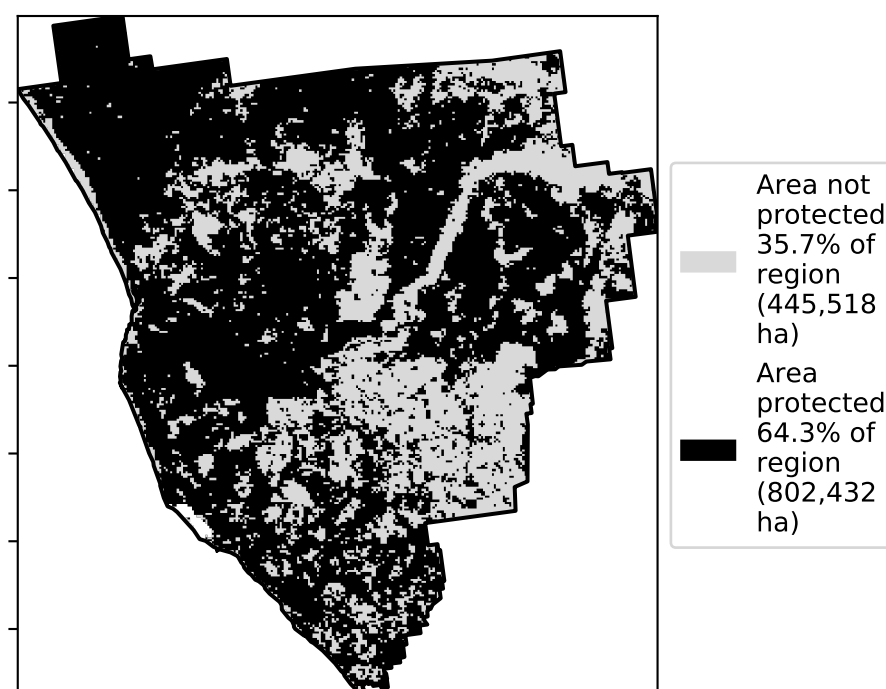 Area not
protected
35.7% of
region
(445,518
ha)
Area
protected
64.3% of
region
(802,432
ha)